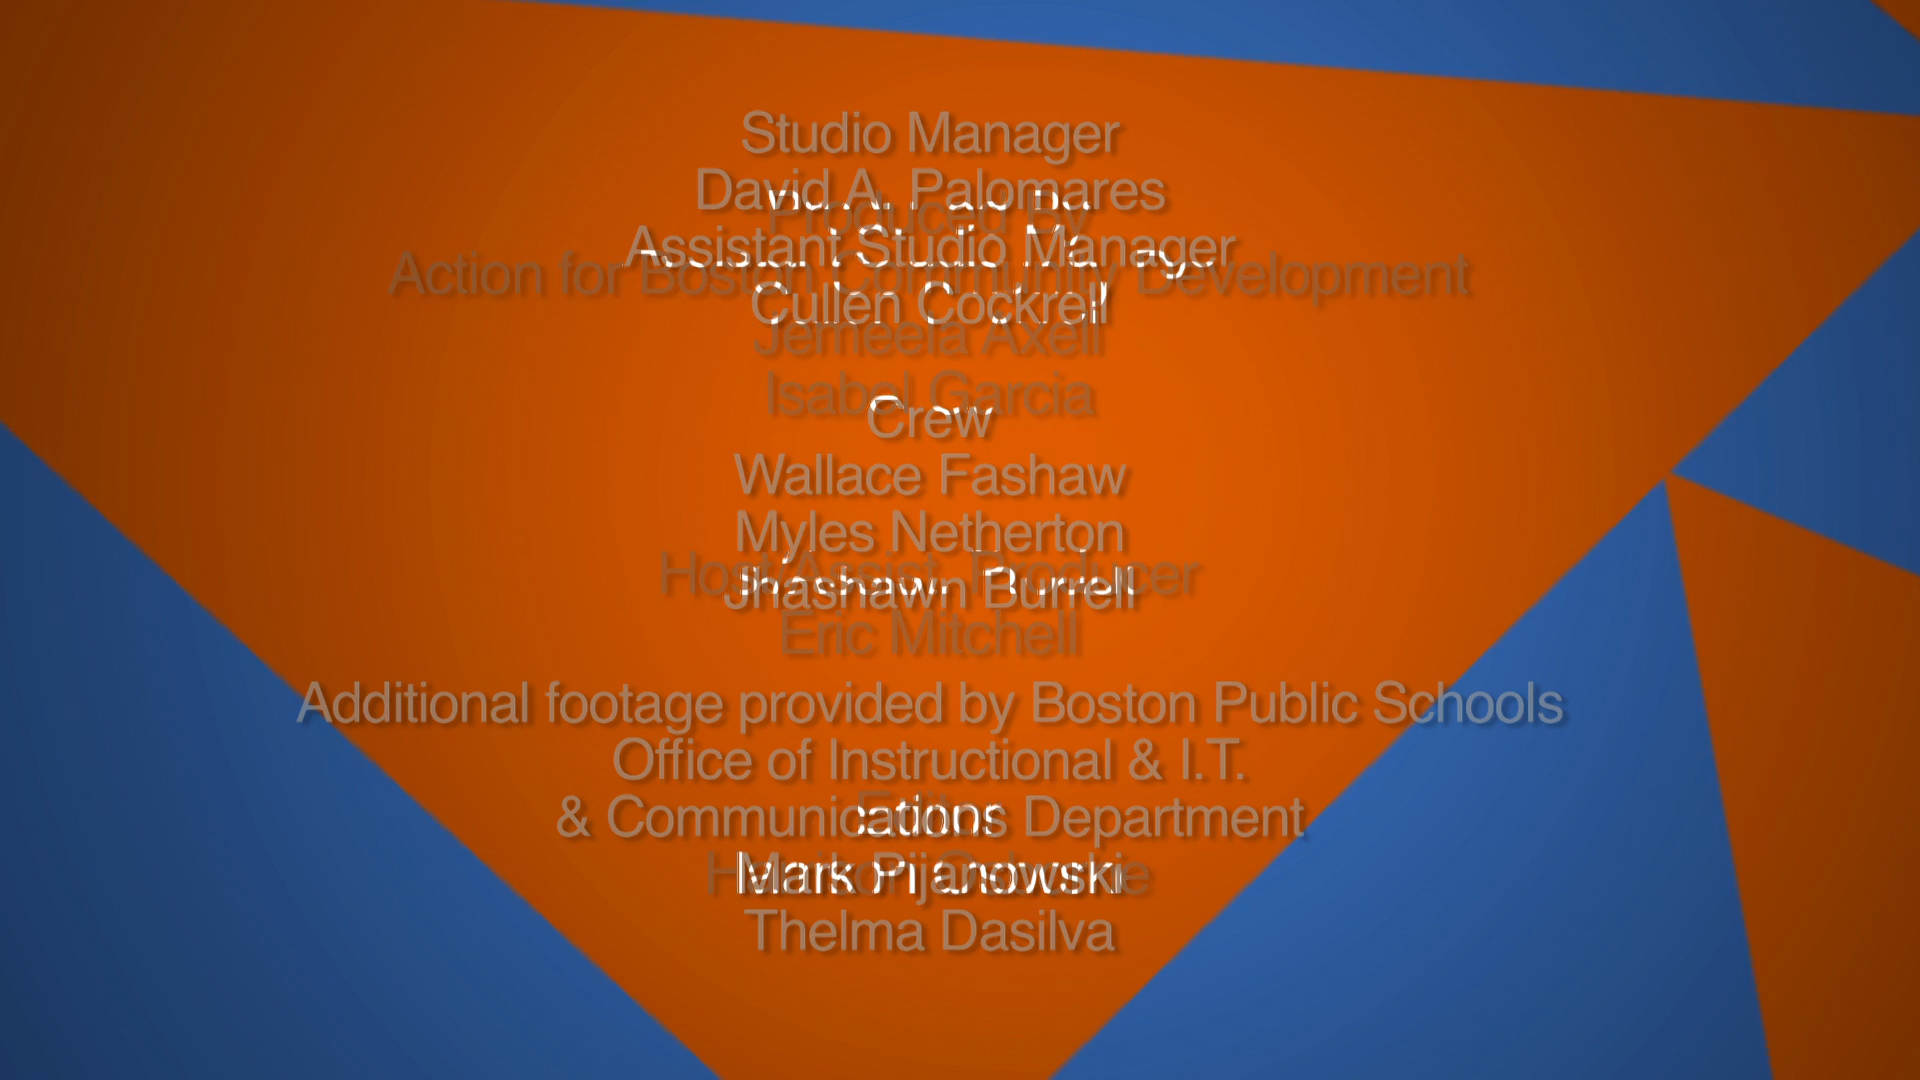 Studio Manager
David A. Palomares
Produced By
Assistant Studio Manager
Action for Boston Community Development
Cullen Cockrell
Jemeela Axell
Isabel Garcia
Crew
Wallace Fashaw
Myles Netherton
Host/Assist. Producer
Jhashawn Burrell
Eric Mitchell
Additional footage provided by Boston Public Schools
Office of Instructional & I.T.
& Communications Department
Mark Pijanowski
Thelma Dasilva